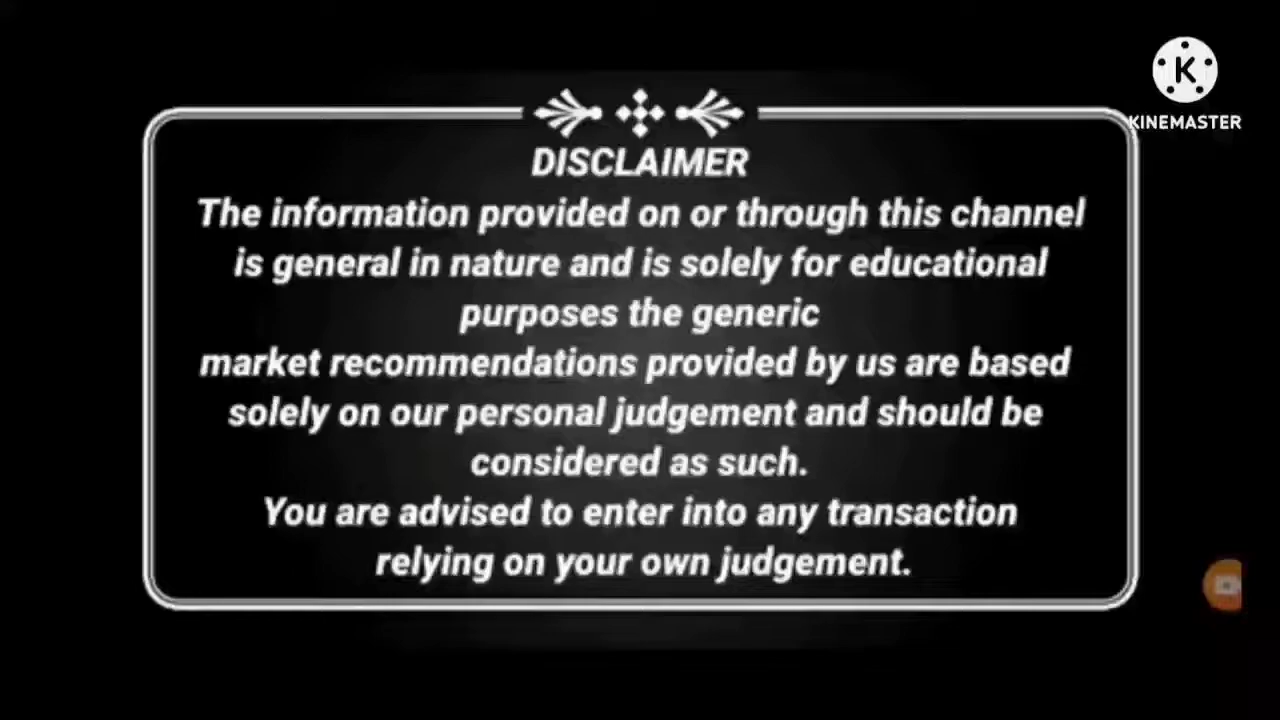 K
KINEMASTER
DISCLAIMER
The information provided on or through this channel
is general in nature and is solely for educational
purposes the generic
market recommendations provided by us are based
solely on our personal judgement and should be
considered as such.
You are advised to enter into any transaction
relying on your own judgement.